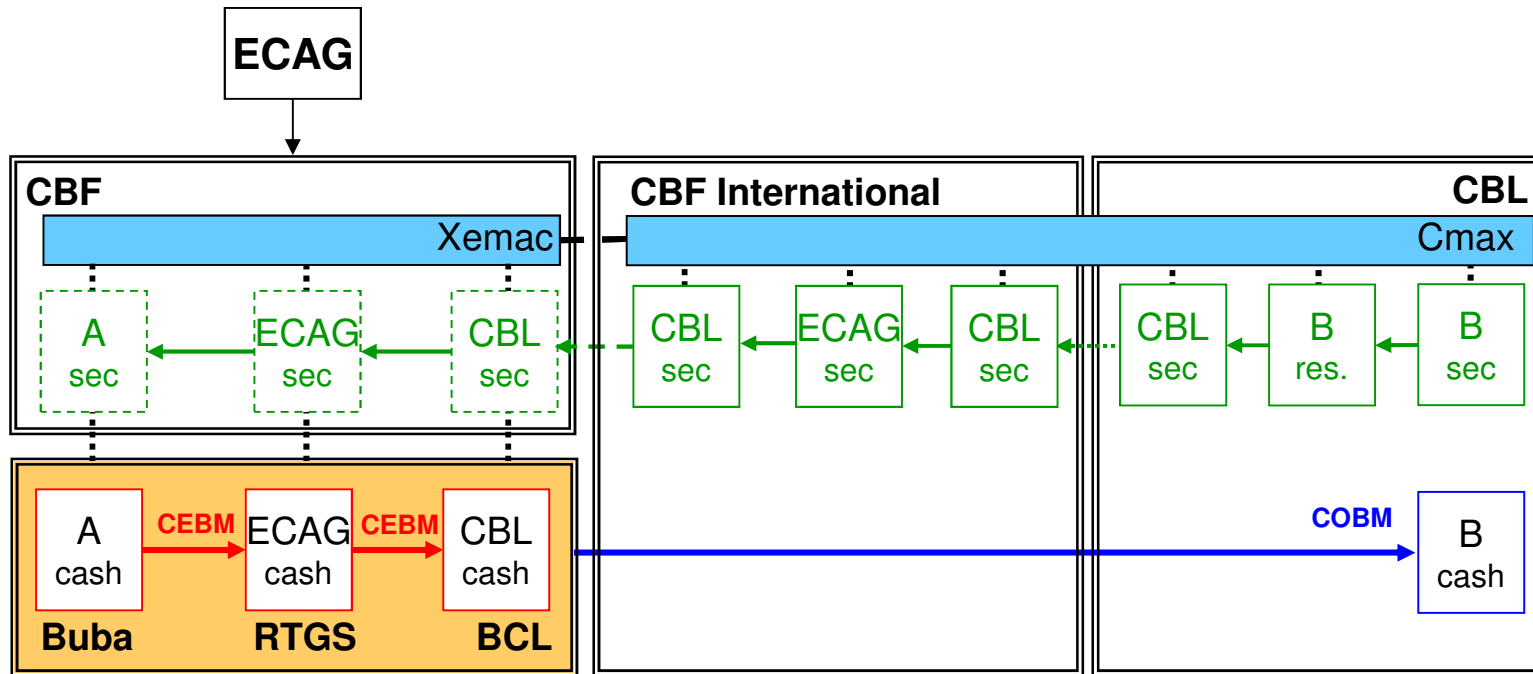 ECAG
CBF
CBF International
CBL
Xemac
Cmax
A
sec
ECAG
sec
CBL
sec
CBL
sec
ECAG
sec
CBL
sec
CBL
sec
B
res.
B
sec
A
cash
CEBM
ECAG
cash
CEBM
CBL
cash
COBM
B
cash
Buba
RTGS
BCL